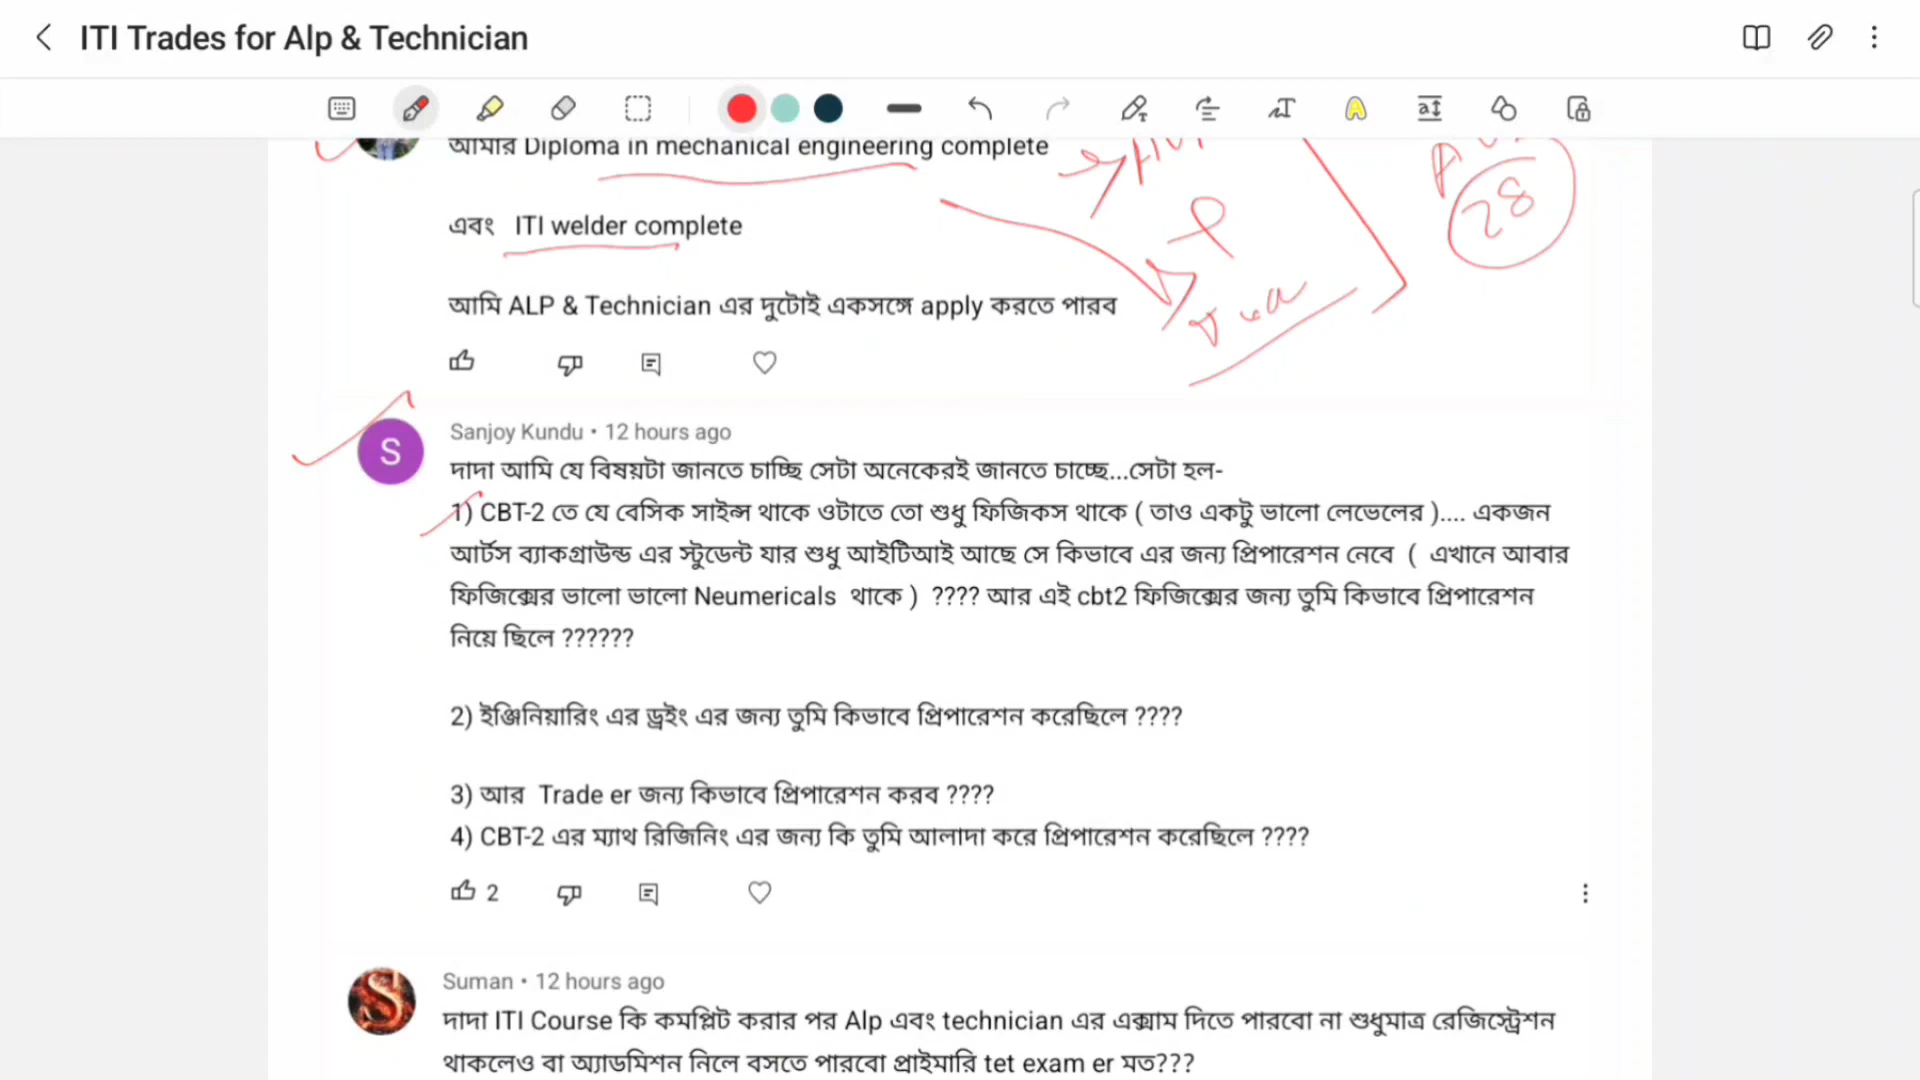 ITI Trades for Alp & Technician
আমার Diploma in mechanical engineering complete
এবং ITI welder complete
আমি ALP & Technician এর দুটোই একসঙ্গে apply করতে পারব
28
S
Sanjoy Kundu • 12 hours ago
দাদা আমি যে বিষয়টা জানতে চাচ্ছি সেটা অনেকেরই জানতে চাচ্ছে...সেটা হল-
1) CBT-2 তে যে বেসিক সাইন্স থাকে ওটাতে তো শুধু ফিজিকস থাকে ( তাও একটু ভালো লেভেলের ).... একজন
আর্টস ব্যাকগ্রাউন্ড এর স্টুডেন্ট যার শুধু আইটিআই আছে সে কিভাবে এর জন্য প্রিপারেশন নেবে ( এখানে আবার
ফিজিক্সের ভালো ভালো Neumericals থাকে ) ???? আর এই cbt2 ফিজিক্সের জন্য তুমি কিভাবে প্রিপারেশন
নিয়ে ছিলে ??????
2) ইঞ্জিনিয়ারিং এর ড্রইং এর জন্য তুমি কিভাবে প্রিপারেশন করেছিলে ????
3) আর Trade er জন্য কিভাবে প্রিপারেশন করব ????
4) CBT-2 এর ম্যাথ রিজিনিং এর জন্য কি তুমি আলাদা করে প্রিপারেশন করেছিলে ????
2
Suman • 12 hours ago
দাদা ITI Course কি কমপ্লিট করার পর Alp এবং technician এর এক্সাম দিতে পারবো না শুধুমাত্র রেজিস্ট্রেশন
থাকলেও বা অ্যাডমিশন নিলে বসতে পারবো প্রাইমারি tet exam er মত???